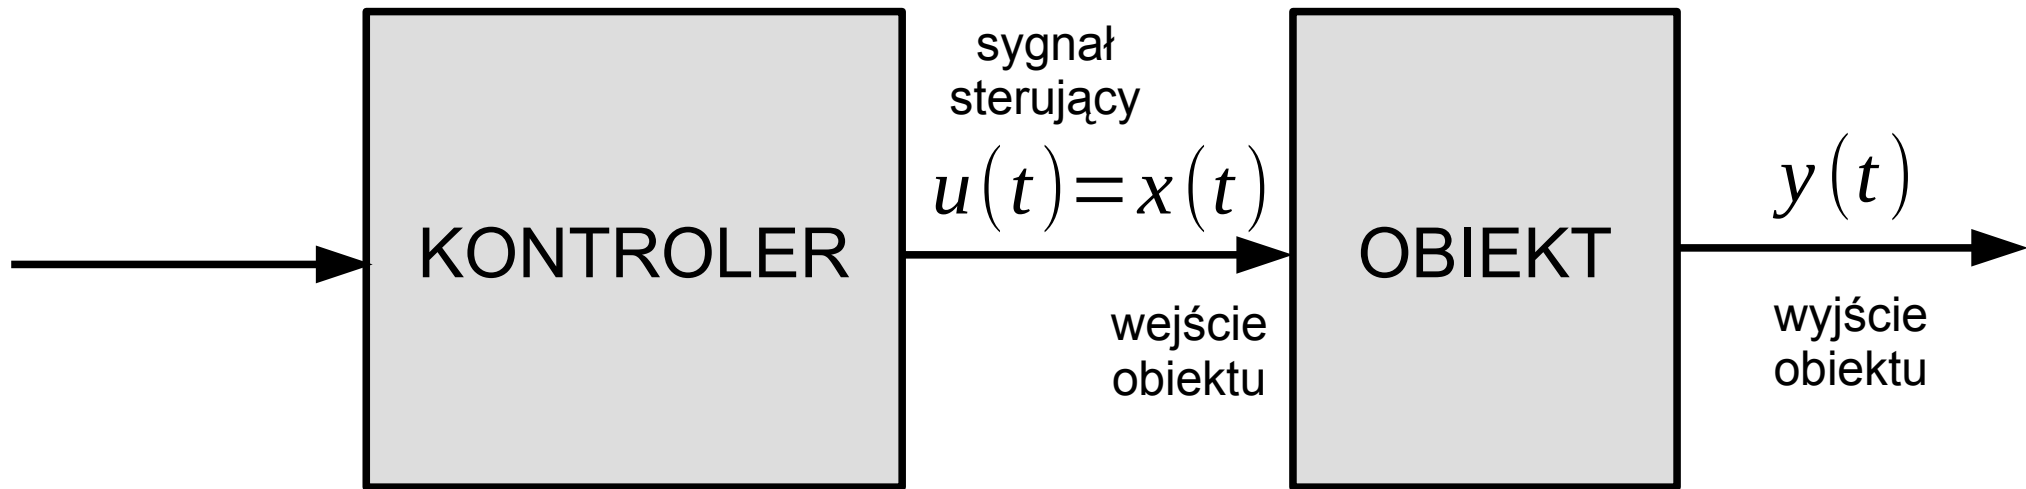 sygnał
sterujący
u(t)=x(t)
y(t)
KONTROLER
OBIEKT
wejście
obiektu
wyjście
obiektu